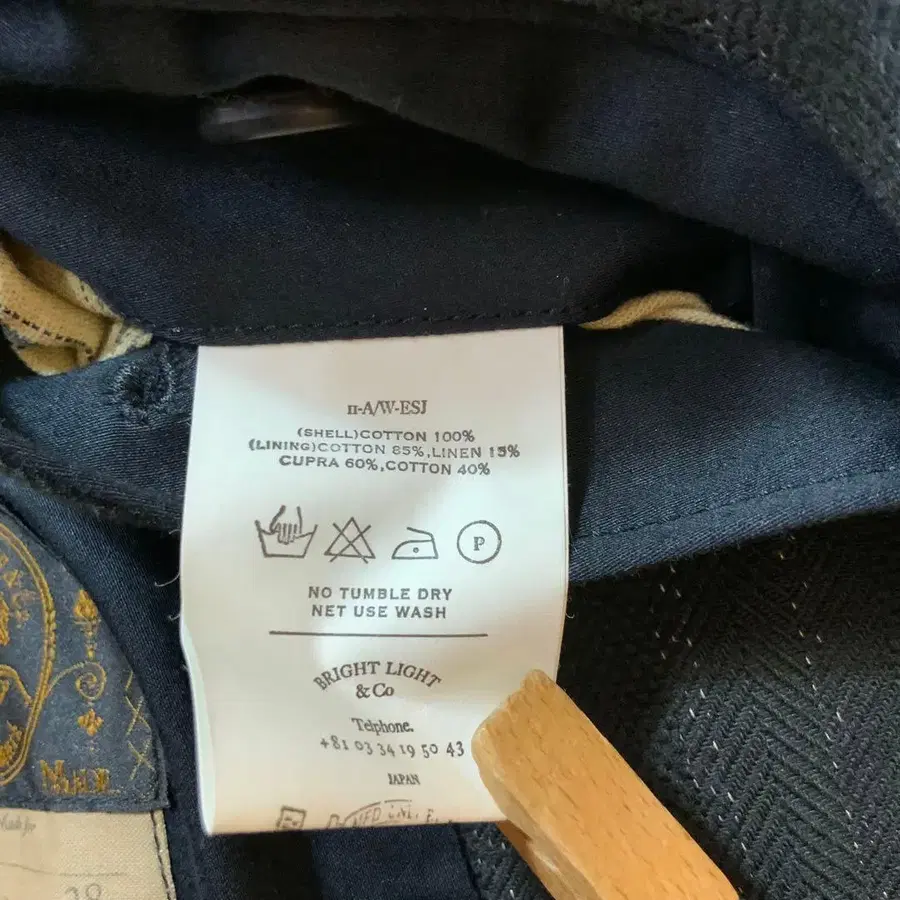 II-A/W-ESJ
(SHELL)COTTON 100%
(LINING)COTTON 85%,LINEN 15%
CUPRA 60%,COTTON 40%
P
NO TUMBLE DRY
NET USE WASH
BRIGHT LIGHT
& Co
Telphone.
+81 03 34 19 50 43
JAPAN
38